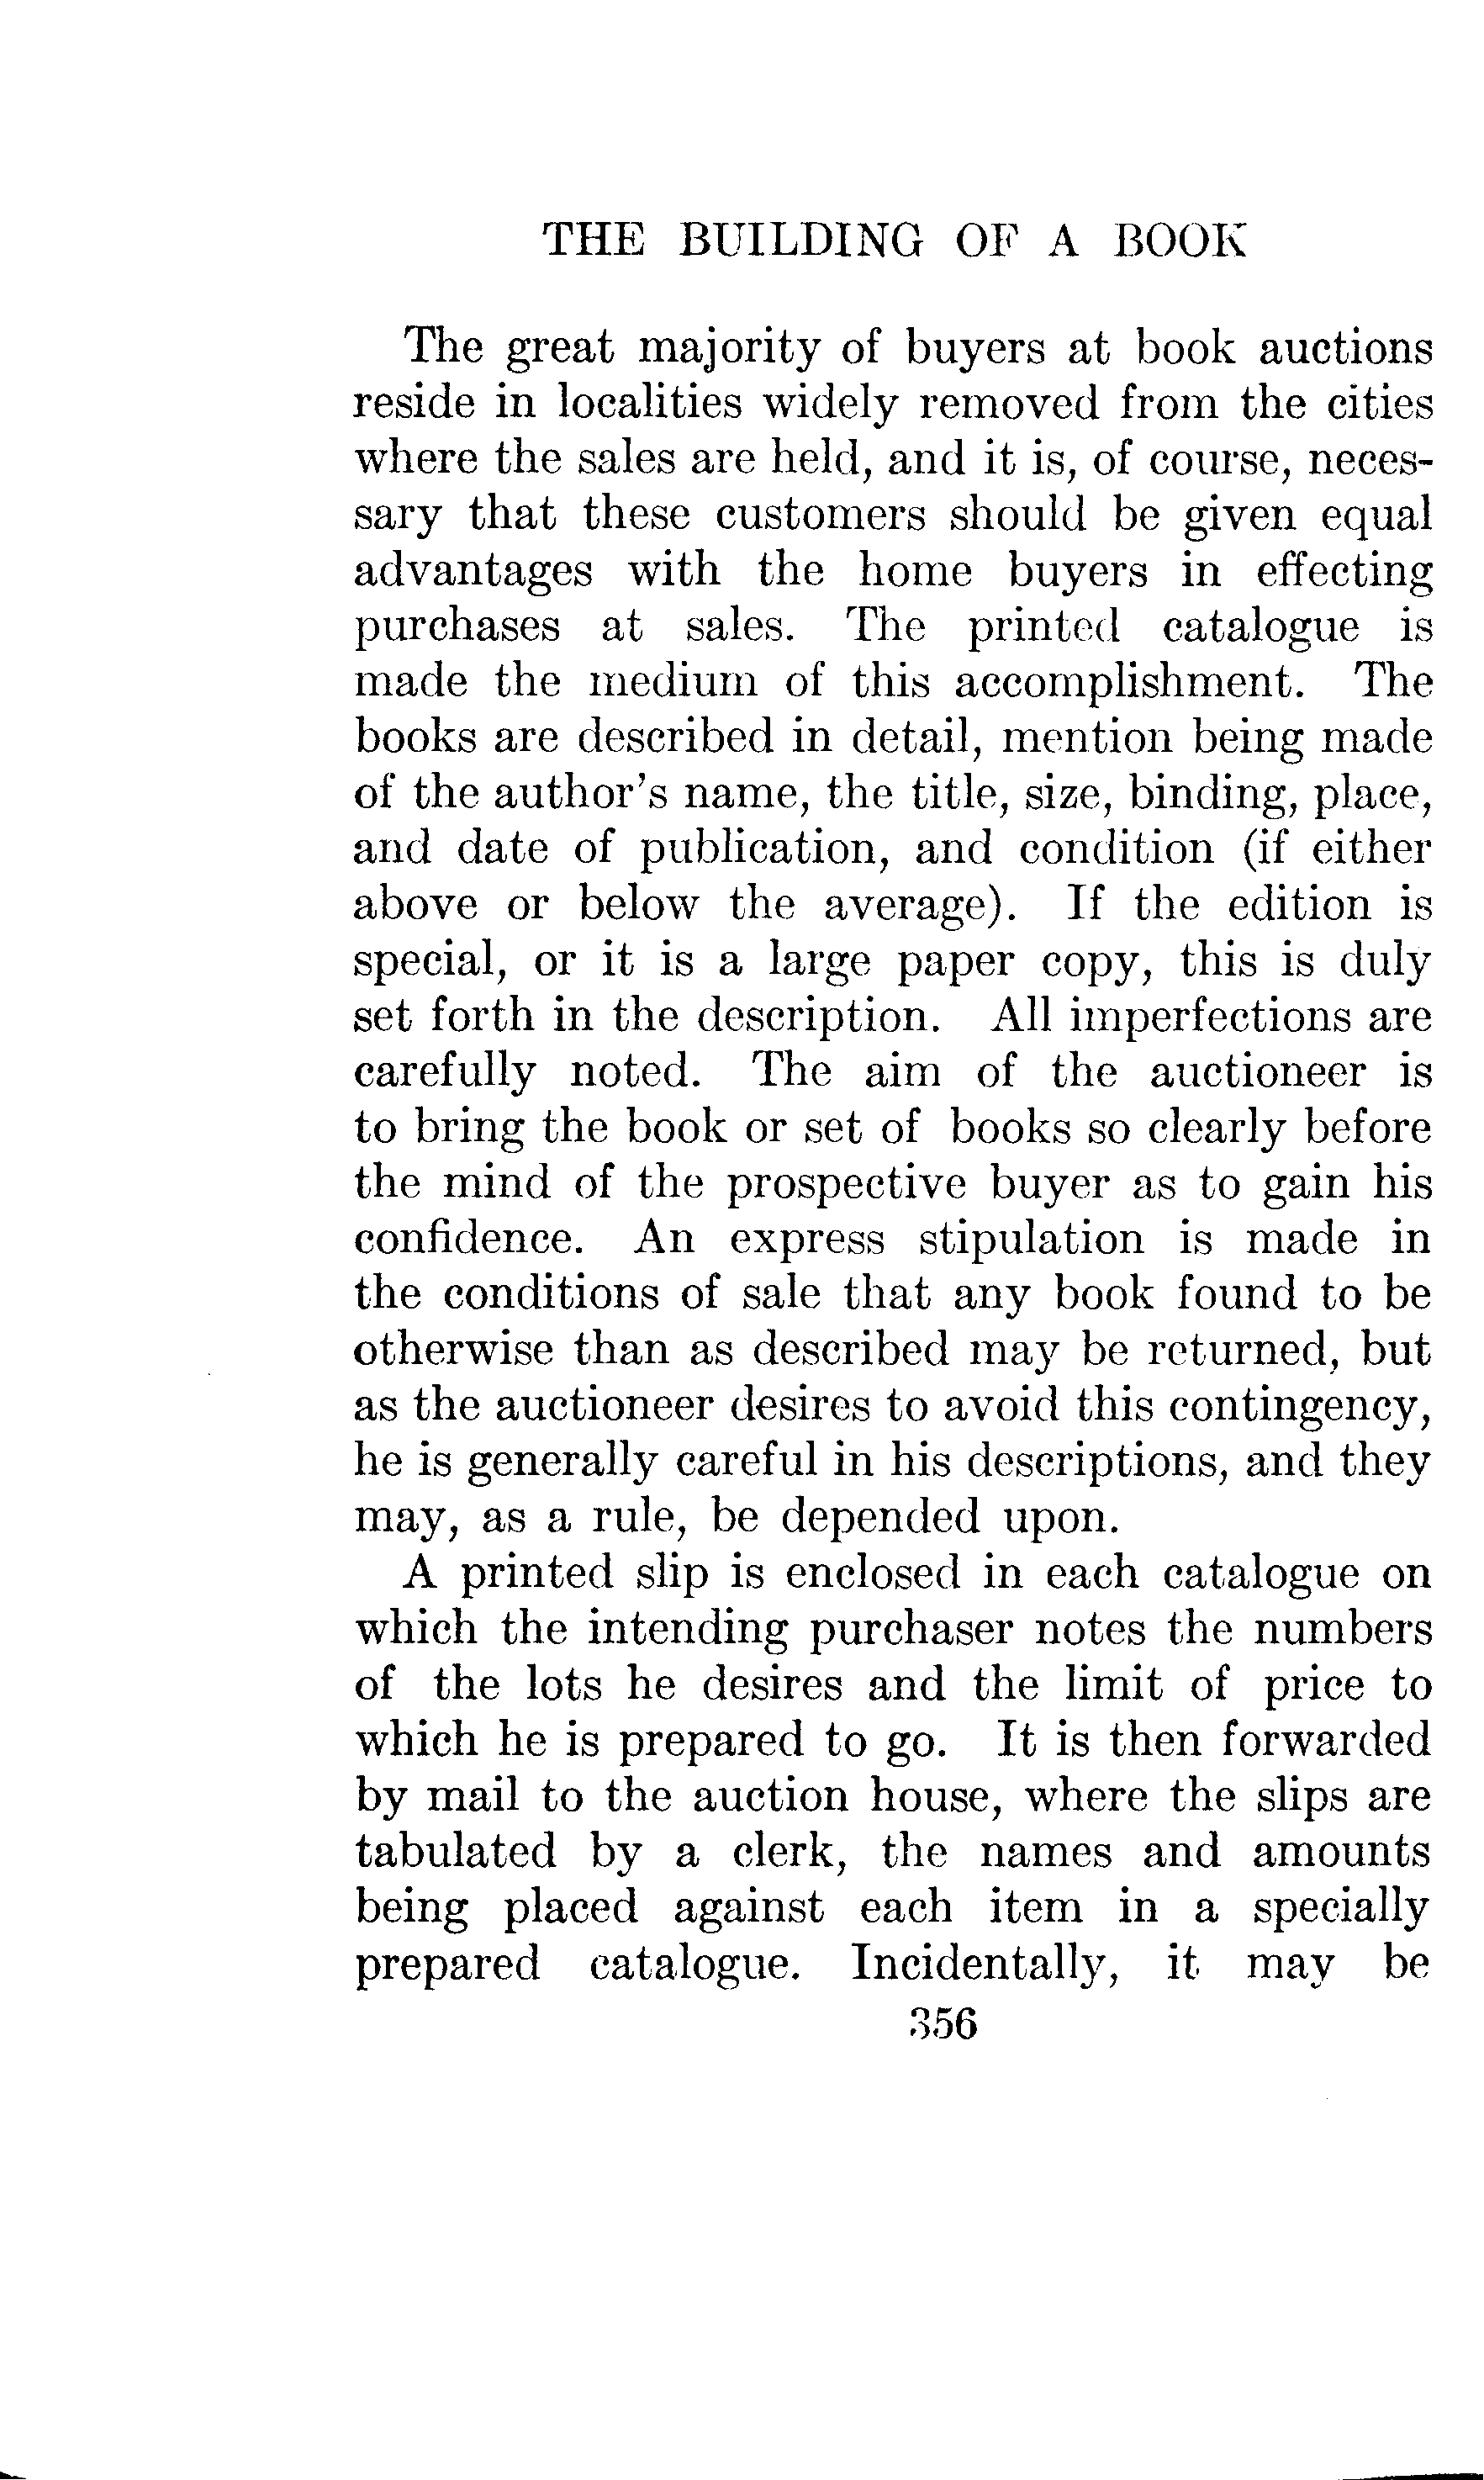 THE BUILDING OF A BOOK
The great majority of buyers at book auctions
reside in localities widely removed from the cities
where the sales are held, and it is, of course, neces-
sary that these customers should be given equal
advantages with the home buyers in effecting
purchases at sales. The printed catalogue is
made the medium of this accomplishment. The
books are described in detail, mention being made
of the author's name, the title, size, binding, place,
and date of publication, and condition (if either
above or below the average). If the edition is
special, or it is a large paper copy, this is duly
set forth in the description. All imperfections are
carefully noted. The aim of the auctioneer is
to bring the book or set of books so clearly before
the mind of the prospective buyer as to gain his
confidence. An express stipulation is made in
the conditions of sale that any book found to be
otherwise than as described may be returned, but
as the auctioneer desires to avoid this contingency,
he is generally careful in his descriptions, and they
may, as a rule, be depended upon.
A printed slip is enclosed in each catalogue on
which the intending purchaser notes the numbers
of the lots he desires and the limit of price to
which he is prepared to go. It is then forwarded
by mail to the auction house, where the slips are
tabulated by a clerk, the names and amounts
being placed against each item in a specially
prepared catalogue. Incidentally, it may be
356